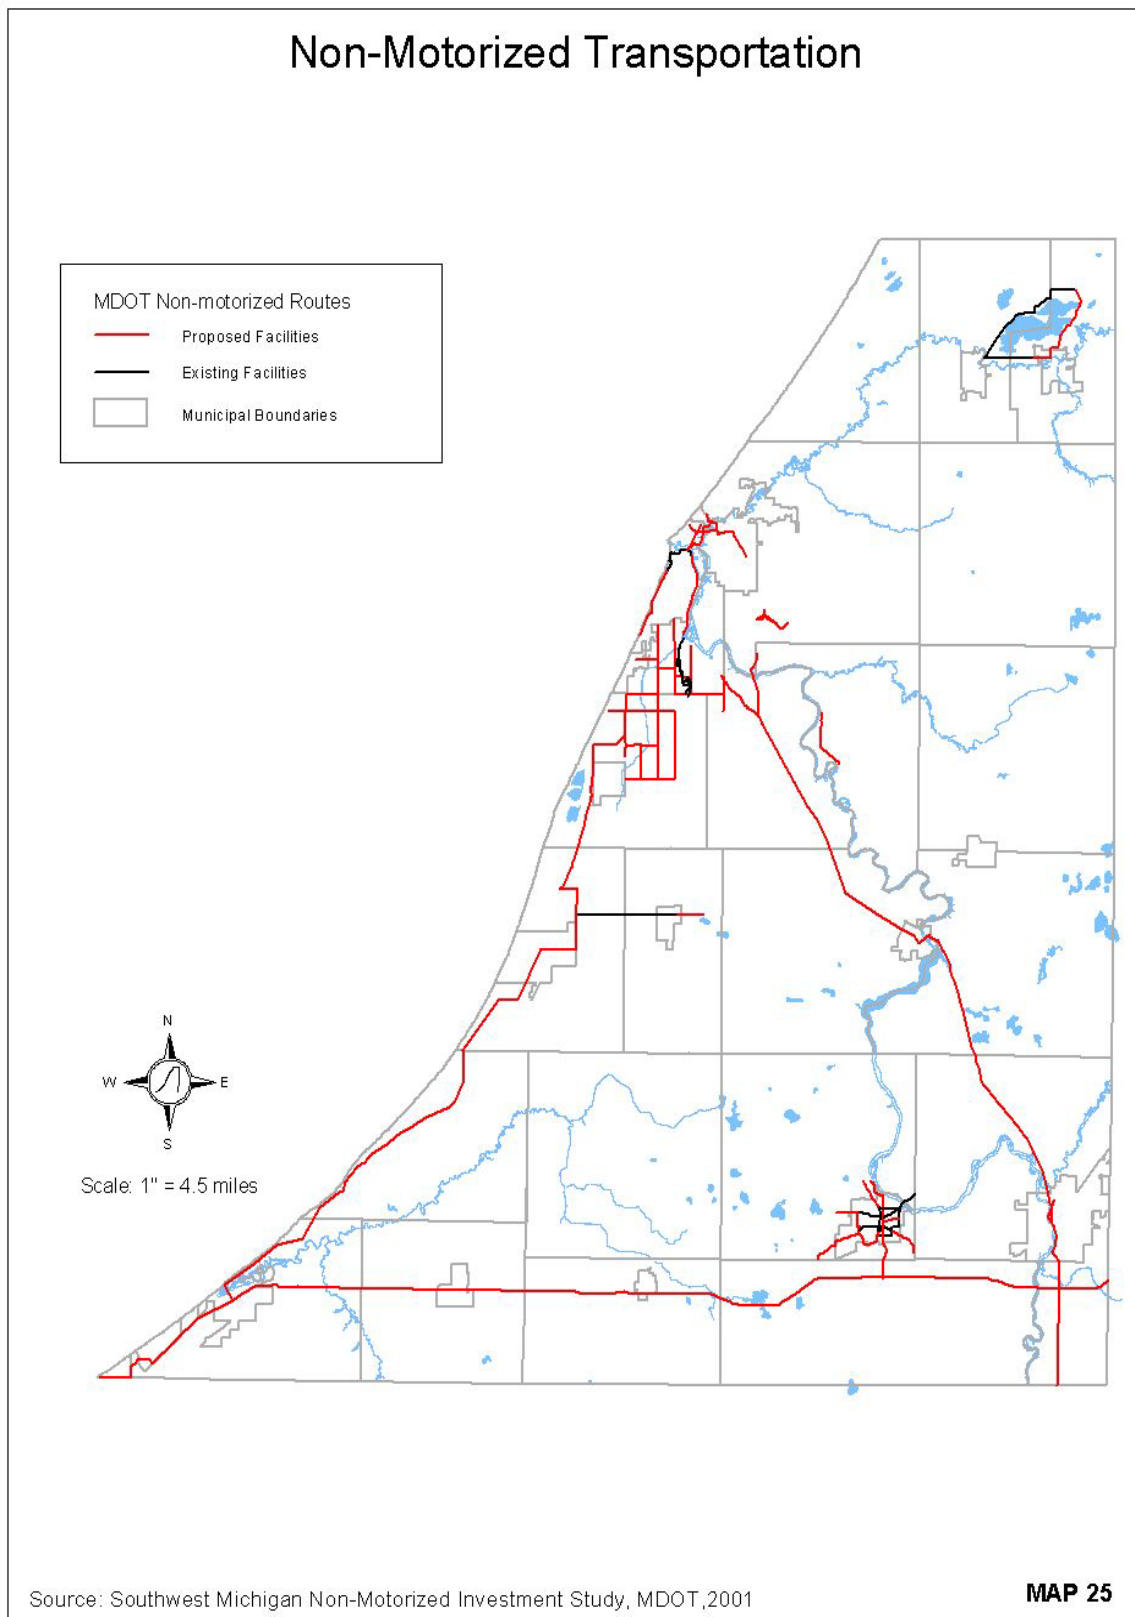 Non-Motorized Transportation
MDOT Non-motorized Routes
Proposed Facilities
Existing Facilities
Municipal Boundaries
N
W E
S
Scale: 1" = 4.5 miles
Source: Southwest Michigan Non-Motorized Investment Study, MDOT,2001
MAP 25